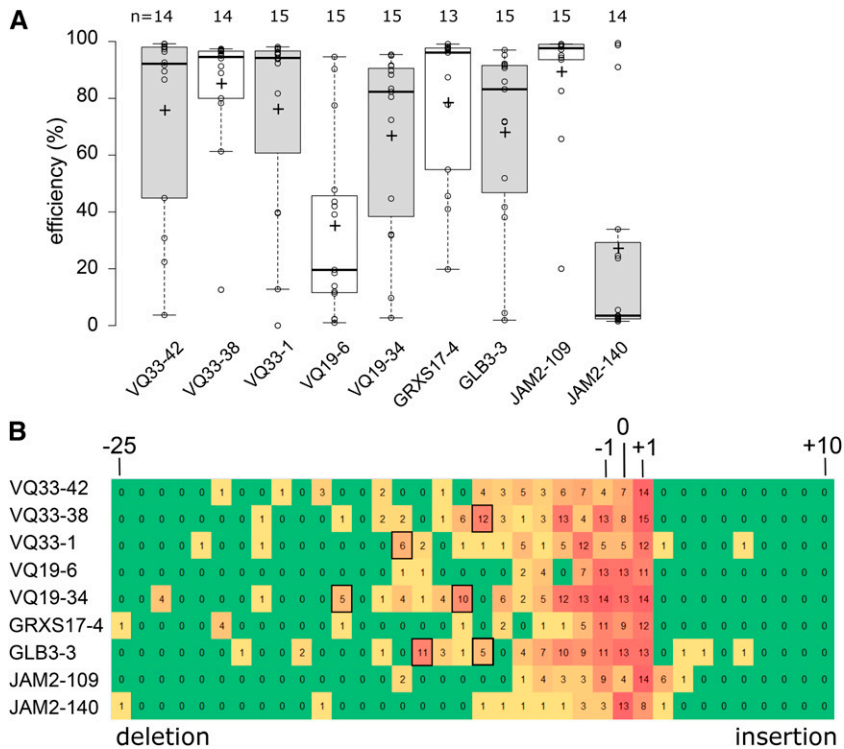 A
n=14 14 15 15 15 13 15 15 14
efficiency (%)
100
80
60
40
20
0
VQ33-42 VQ33-38 VQ33-1 VQ19-6 VQ19-34 GRXS17-4 GLB3-3 JAM2-109 JAM2-140
B
-25 -1 0 +1 +10
VQ33-42 0 0 0 0 0 1 0 0 1 0 3 0 0 2 0 0 1 0 4 3 5 3 6 7 4 7 14 0 0 0 0 0 0 0 0 0
VQ33-38 0 0 0 0 0 0 0 1 0 0 0 1 0 2 2 0 1 6 12 3 1 3 13 4 13 8 15 0 0 0 0 0 0 0 0 0
VQ33-1 0 0 0 0 1 0 0 1 0 0 0 0 0 0 6 2 0 1 1 1 5 1 5 12 5 5 12 1 0 0 0 1 0 0 0 0
VQ19-6 0 0 0 0 0 0 0 0 0 0 0 0 0 0 1 1 0 0 0 0 2 4 0 7 13 13 11 0 0 0 0 0 0 0 0 0
VQ19-34 0 0 4 0 0 0 0 1 0 0 0 5 0 1 4 1 4 10 0 6 2 5 12 13 14 13 14 0 0 0 0 0 0 0 0 0
GRXS17-4 1 0 0 0 0 4 0 0 0 0 0 1 0 0 0 0 0 1 0 2 0 1 1 5 11 9 12 0 0 0 0 0 0 0 0 0
GLB3-3 0 0 0 0 0 0 1 0 0 2 0 0 0 1 0 11 3 1 5 0 4 7 10 9 11 13 13 0 1 1 0 1 0 0 0 0
JAM2-109 0 0 0 0 0 0 0 0 0 0 0 0 0 0 2 0 0 0 0 0 1 4 3 3 9 4 14 6 1 0 0 0 0 0 0 0
JAM2-140 1 0 0 0 0 0 0 0 0 0 1 0 0 0 0 0 0 0 1 1 1 1 1 3 3 13 8 1 0 0 0 0 0 0 0 0
deletion insertion